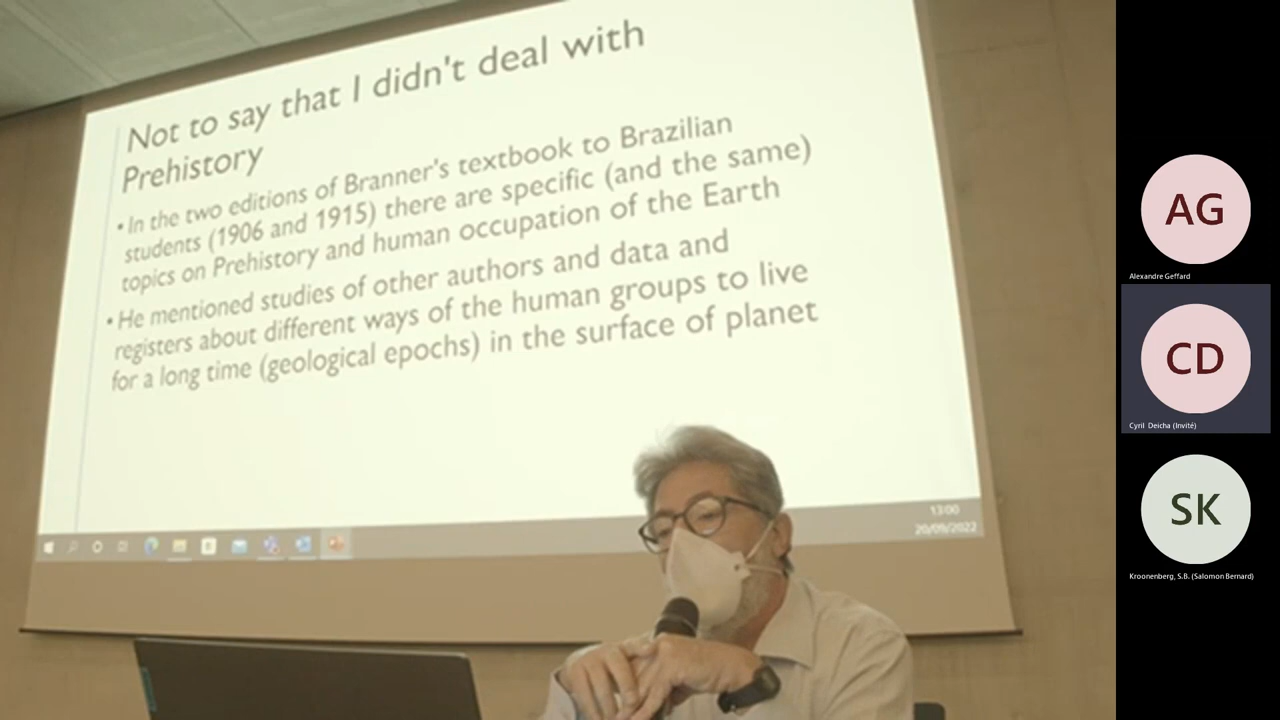 Not to say that I didn't deal with
Prehistory
• In the two editions of Branner's textbook to Brazilian
students (1906 and 1915) there are specific (and the same)
topics on Prehistory and human occupation of the Earth
• He mentioned studies of other authors and data and
registers about different ways of the human groups to live
for a long time (geological epochs) in the surface of planet
13:00
20/09/2022
AG
Alexandre Geffard
CD
Cyril Deicha (Invité)
SK
Kroonenberg, S.B. (Salomon Bernard)